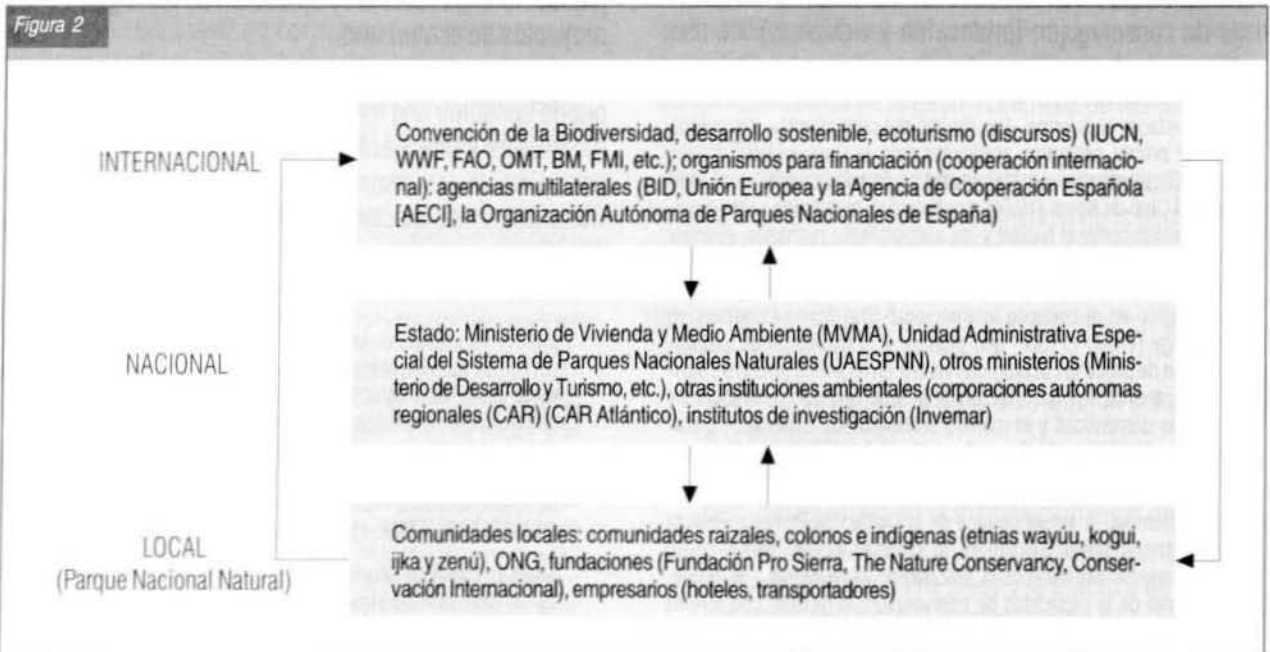 Figura 2
INTERNACIONAL
Convención de la Biodiversidad, desarrollo sostenible, ecoturismo (discursos) (IUCN,
WWF, FAO, OMT, BM, FMI, etc.); organismos para financiación (cooperación internacio-
nal): agencias multilaterales (BID, Unión Europea y la Agencia de Cooperación Española
[AECI], la Organización Autónoma de Parques Nacionales de España)
NACIONAL
Estado: Ministerio de Vivienda y Medio Ambiente (MVMA), Unidad Administrativa Espe-
cial del Sistema de Parques Nacionales Naturales (UAESPNN), otros ministerios (Minis-
terio de Desarrollo y Turismo, etc.), otras instituciones ambientales (corporaciones autónomas
regionales (CAR) (CAR Atlántico), institutos de investigación (Invemar)
LOCAL
(Parque Nacional Natural)
Comunidades locales: comunidades raizales, colonos e indígenas (etnias wayúu, kogui,
ijka y zenú), ONG, fundaciones (Fundación Pro Sierra, The Nature Conservancy, Conser-
vación Internacional), empresarios (hoteles, transportadores)